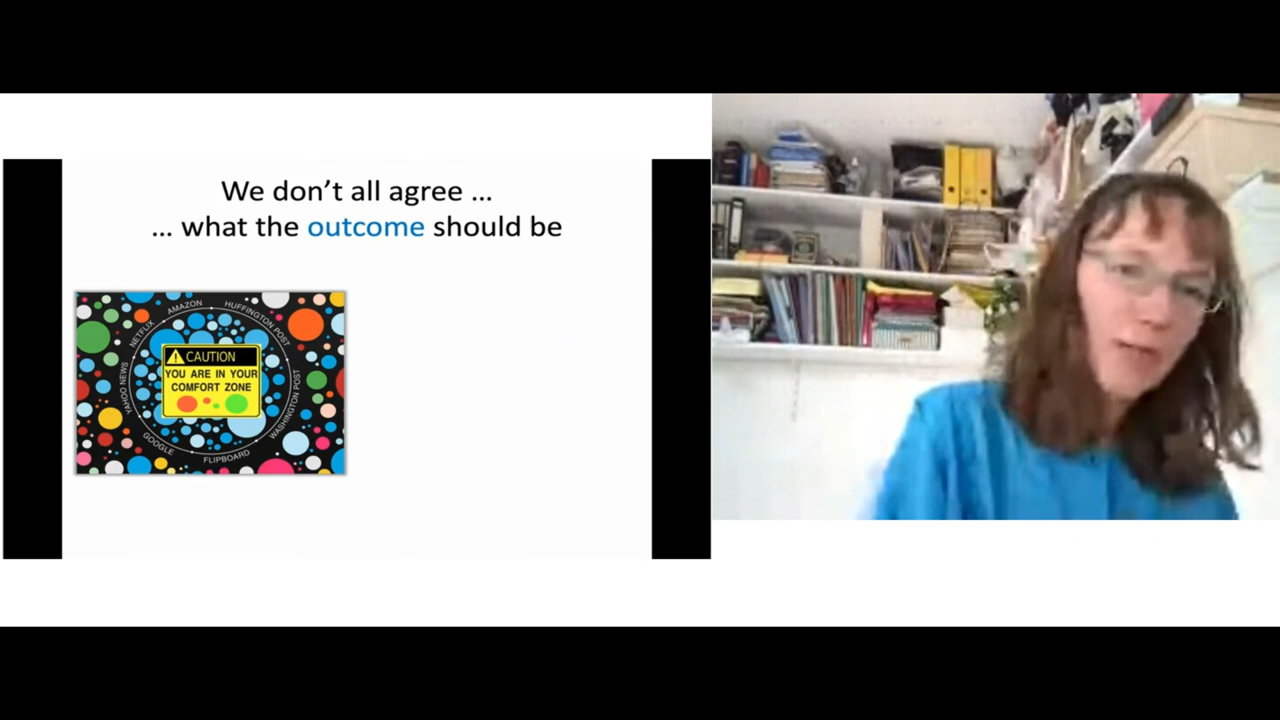 We don’t all agree ...
... what the outcome should be
AMAZON
HUFFINGTON POST
NETFLIX
CAUTION
YOU ARE IN YOUR
COMFORT ZONE
YAHOO NEWS
WASHINGTON POST
GOOGLE
FLIPBOARD